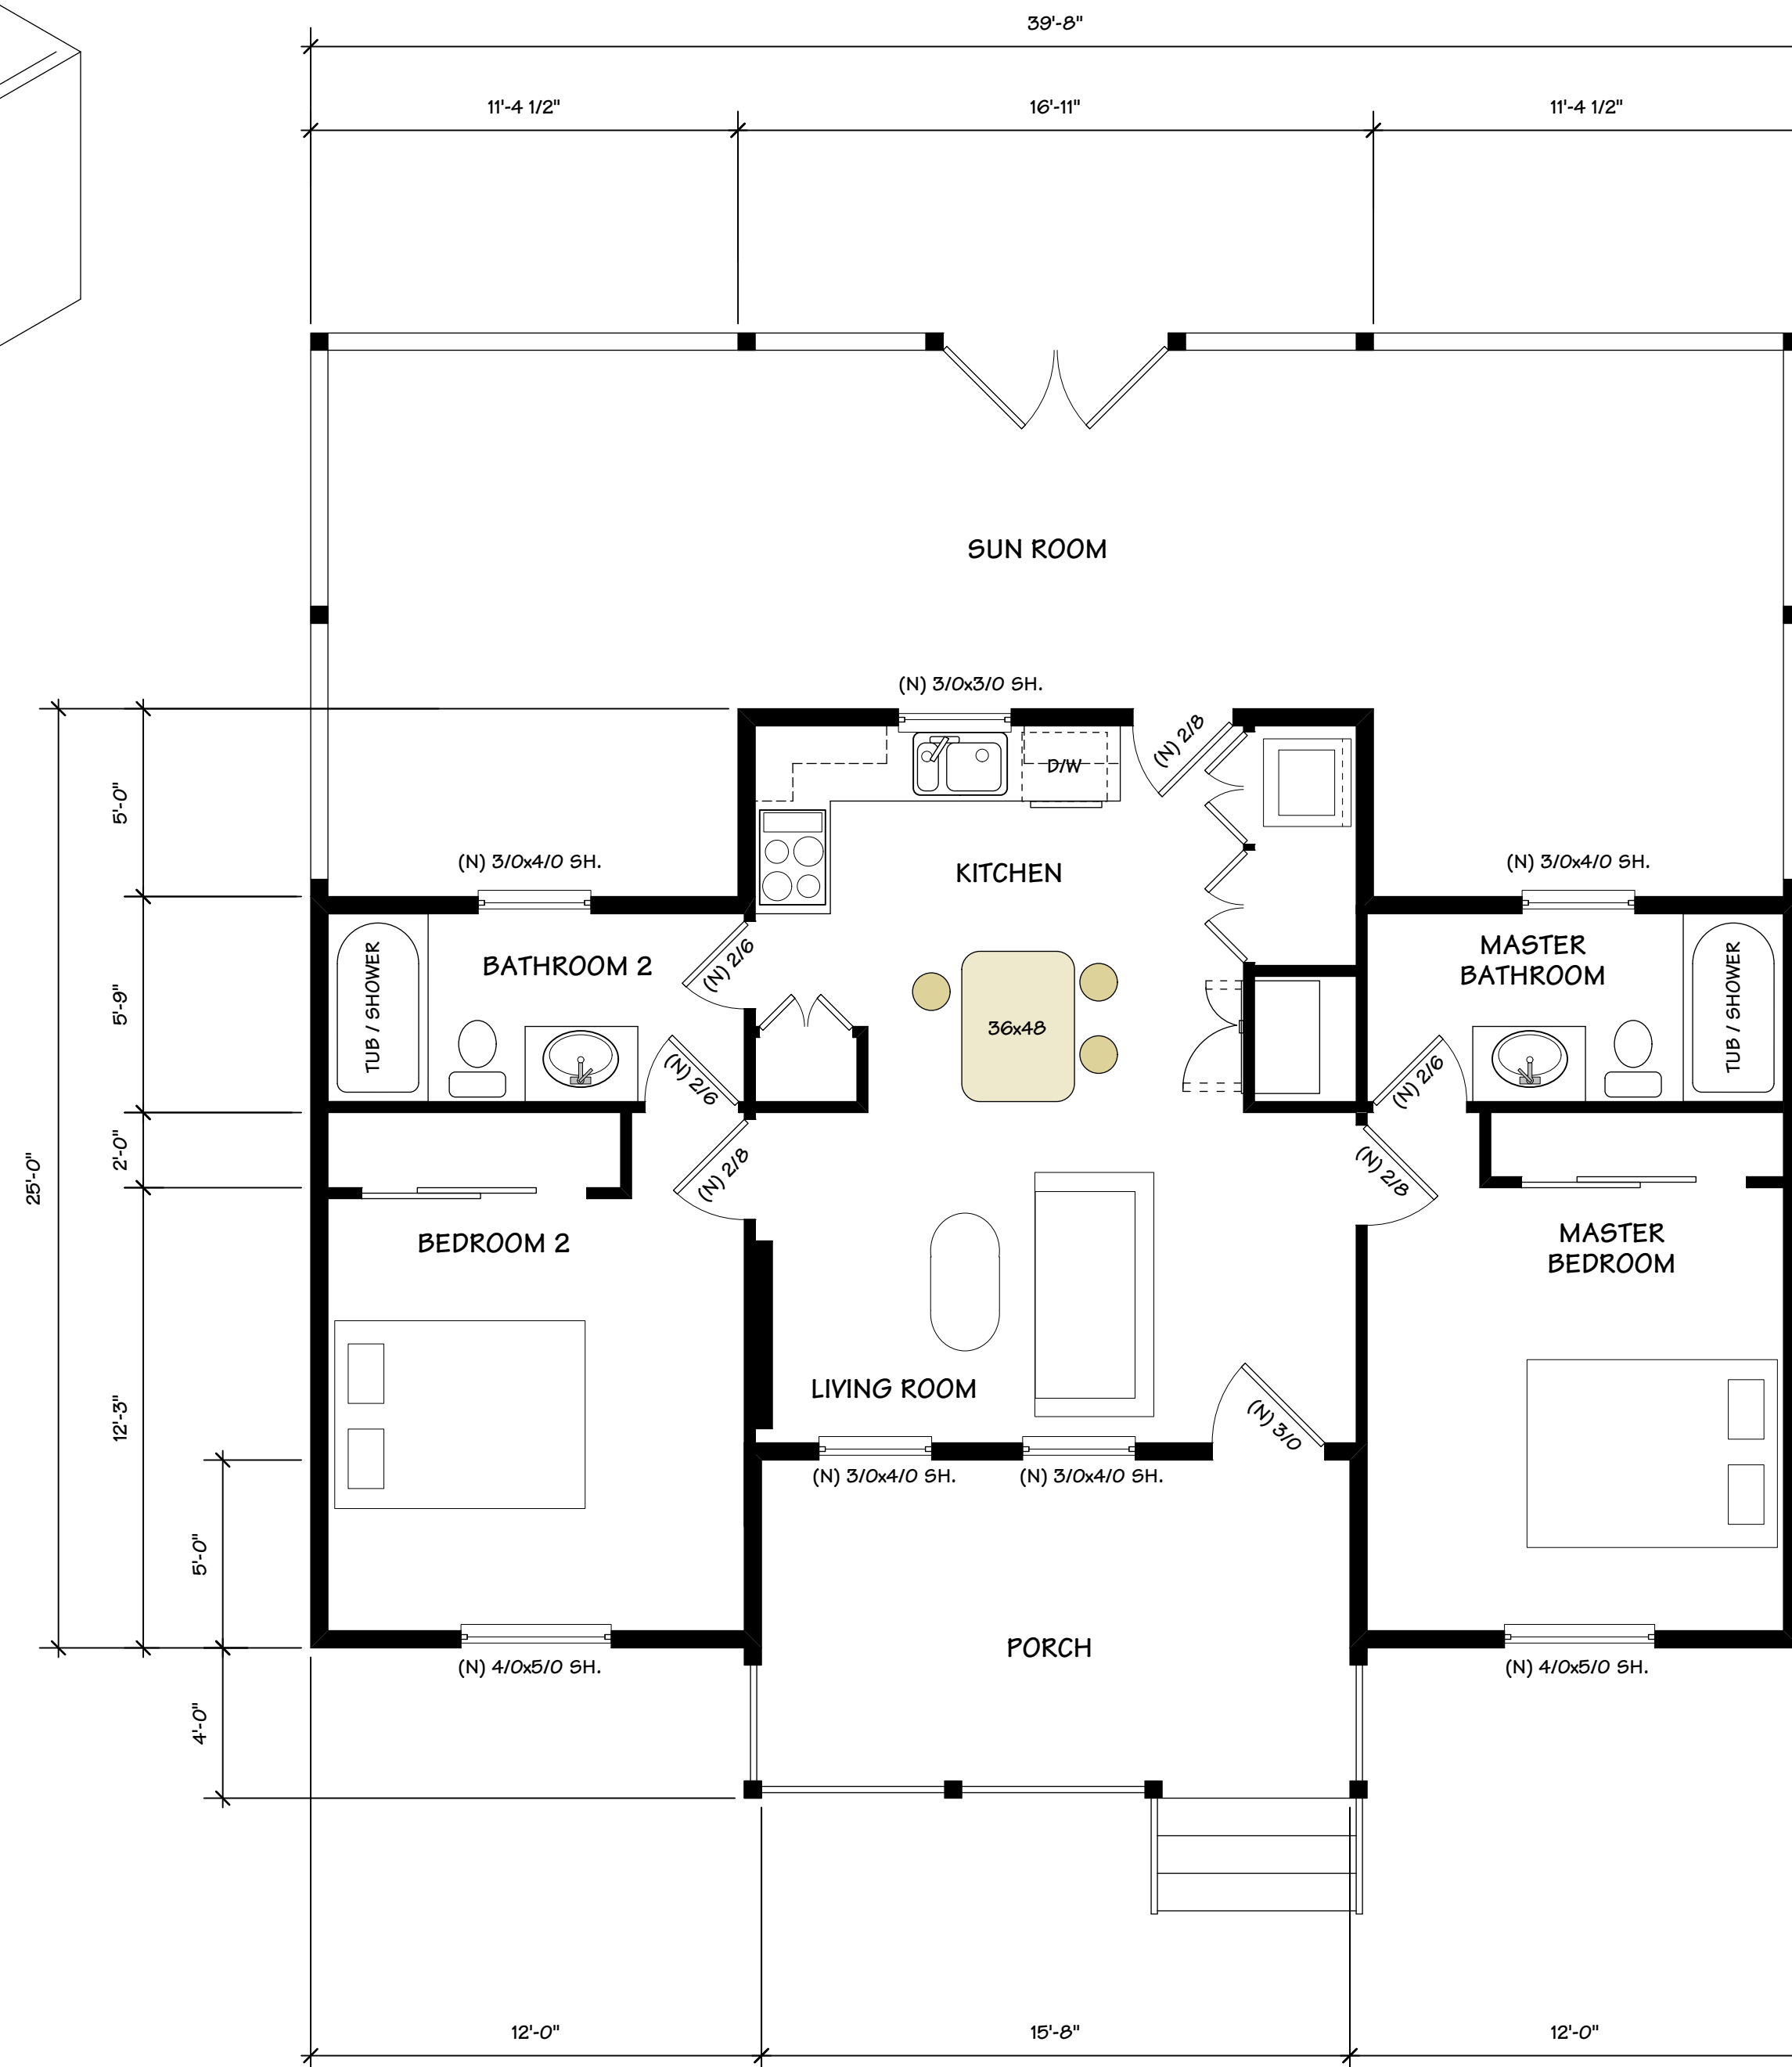 39'-8"
11'-4 1/2"
16'-11"
11'-4 1/2"
SUN ROOM
(N) 3/0x3/0 SH.
(N) 2/8
D/W
5'-0"
(N) 3/0x4/0 SH.
KITCHEN
(N) 3/0x4/0 SH.
TUB / SHOWER
BATHROOM 2
(N) 2/6
MASTER
BATHROOM
TUB / SHOWER
5'-9"
36x48
(N) 2/6
(N) 2/6
2'-0"
25'-0"
(N) 2/8
(N) 2/8
BEDROOM 2
MASTER
BEDROOM
12'-3"
LIVING ROOM
(N) 3/0
(N) 3/0x4/0 SH.
(N) 3/0x4/0 SH.
5'-0"
PORCH
(N) 4/0x5/0 SH.
(N) 4/0x5/0 SH.
4'-0"
12'-0"
15'-8"
12'-0"